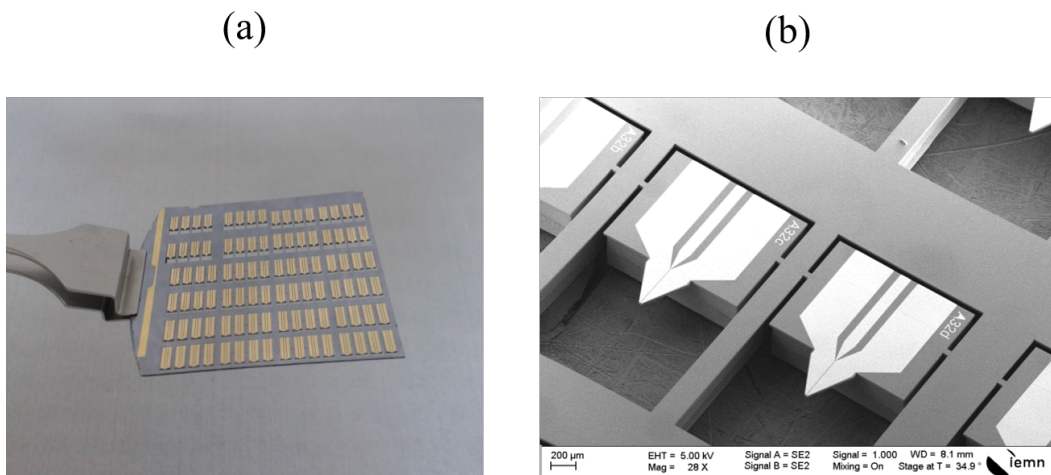 (a)
(b)
A32b
A32c
A32d
200 µm
EHT = 5.00 kV
Mag = 28 X
Signal A = SE2
Signal B = SE2
Signal = 1.000
Mixing = On
WD = 8.1 mm
Stage at T = 34.9 °
iemn